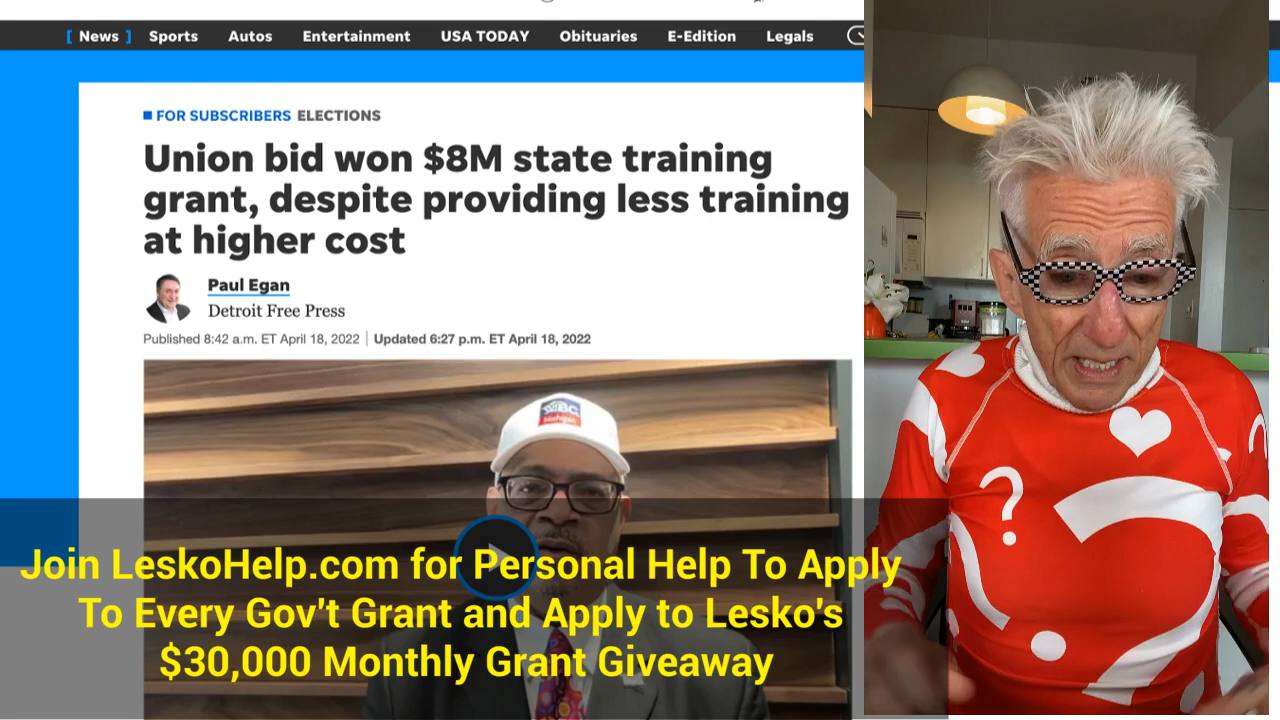 [ News ] Sports Autos Entertainment USA TODAY Obituaries E-Edition Legals
FOR SUBSCRIBERS ELECTIONS
Union bid won $8M state training
grant, despite providing less training
at higher cost
Paul Egan
Detroit Free Press
Published 8:42 a.m. ET April 18, 2022 | Updated 6:27 p.m. ET April 18, 2022
ABC
Michigan
Join LeskoHelp.com for Personal Help To Apply
To Every Gov't Grant and Apply to Lesko's
$30,000 Monthly Grant Giveaway
? ? ?